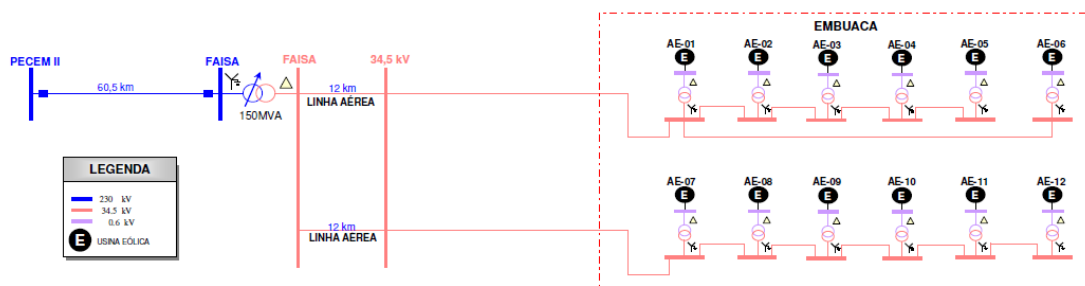 EMBUACA
AE-01 AE-02 AE-03 AE-04 AE-05 AE-06
E E E E E E
PECEM II FAISA FAISA 34,5 kV
60,5 km
150MVA
12 km
LINHA AÉREA
LEGENDA
230 kV
34.5 kV
0.6 kV
E USINA EÓLICA
AE-07 AE-08 AE-09 AE-10 AE-11 AE-12
E E E E E E
12 km
LINHA AÉREA